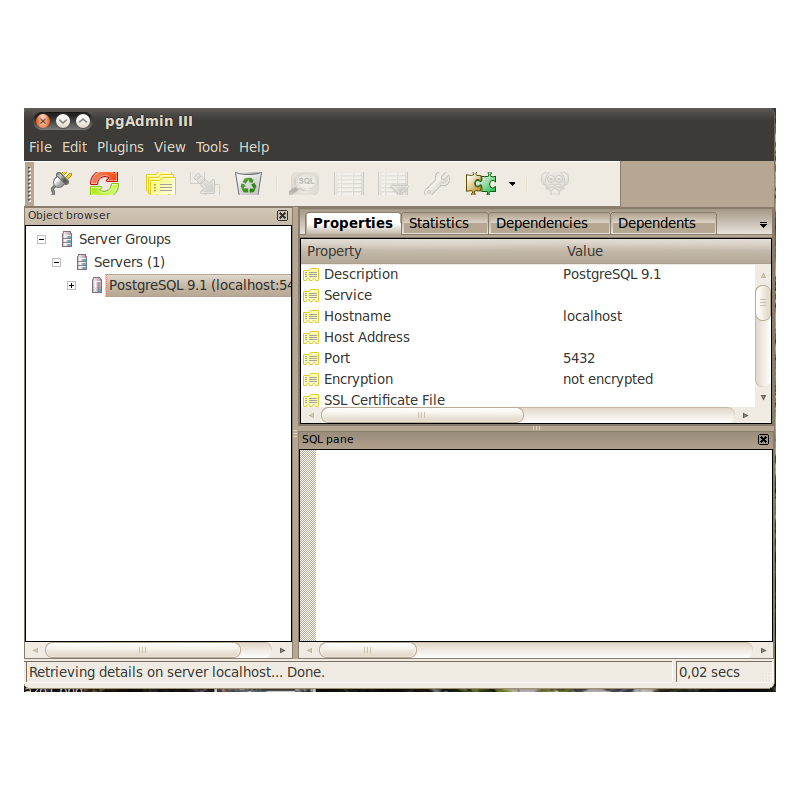 pgAdmin III
File Edit Plugins View Tools Help
SQL
Object browser
Server Groups
Servers (1)
PostgreSQL 9.1 (localhost:54
Properties Statistics Dependencies Dependents
Property Value
Description PostgreSQL 9.1
Service
Hostname localhost
Host Address
Port 5432
Encryption not encrypted
SSL Certificate File
SQL pane
Retrieving details on server localhost... Done. 0,02 secs